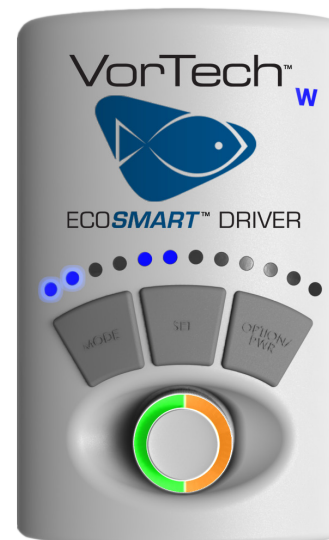 VorTech™
W
ECOSMART™ DRIVER
MODE
SET
OPTION/
PWR